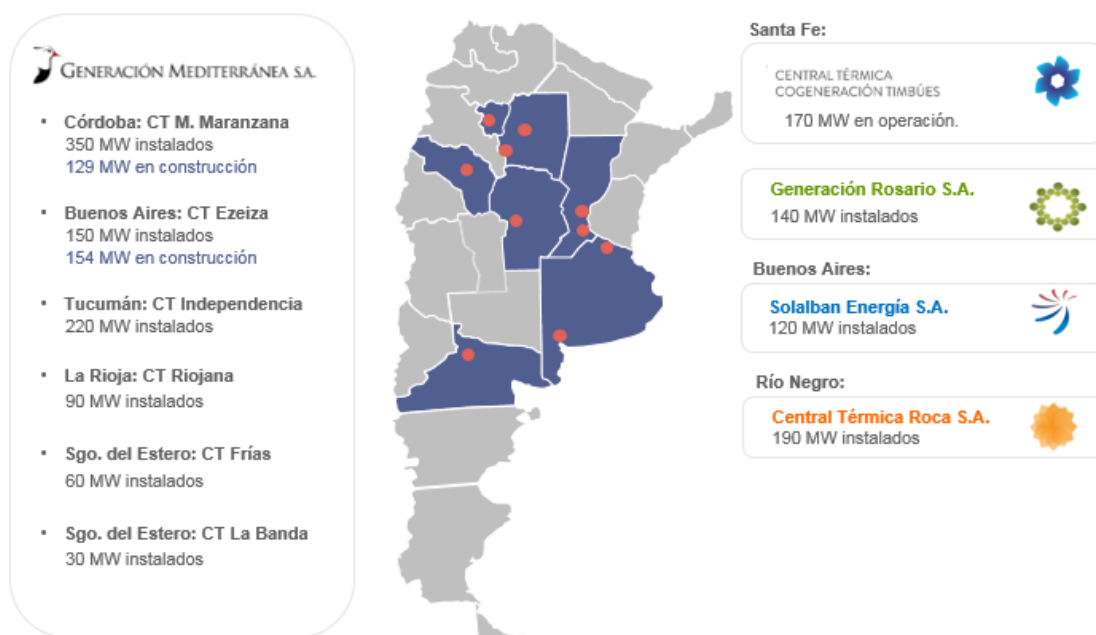 GENERACIÓN MEDITERRÁNEA S.A.
• Córdoba: CT M. Maranzana
350 MW instalados
129 MW en construcción
• Buenos Aires: CT Ezeiza
150 MW instalados
154 MW en construcción
• Tucumán: CT Independencia
220 MW instalados
• La Rioja: CT Riojana
90 MW instalados
• Sgo. del Estero: CT Frías
60 MW instalados
• Sgo. del Estero: CT La Banda
30 MW instalados
Santa Fe:
CENTRAL TÉRMICA
COGENERACIÓN TIMBÚES
170 MW en operación.
Generación Rosario S.A.
140 MW instalados
Buenos Aires:
Solalban Energía S.A.
120 MW instalados
Río Negro:
Central Térmica Roca S.A.
190 MW instalados